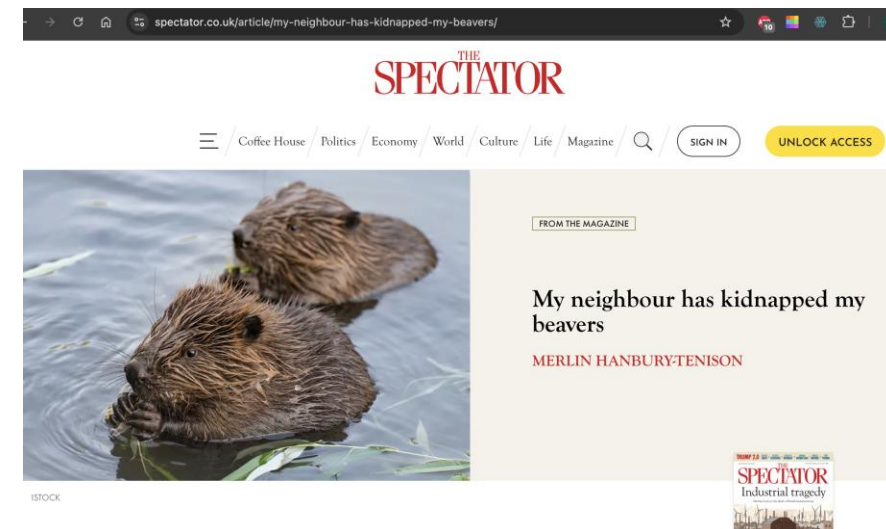 spectator.co.uk/article/my-neighbour-has-kidnapped-my-beavers/
10
THE
SPECTATOR
Coffee House / Politics / Economy / World / Culture / Life / Magazine
SIGN IN
UNLOCK ACCESS
FROM THE MAGAZINE
My neighbour has kidnapped my
beavers
MERLIN HANBURY-TENISON
ISTOCK
TRUMP 2.0
THE
SPECTATOR
Industrial tragedy